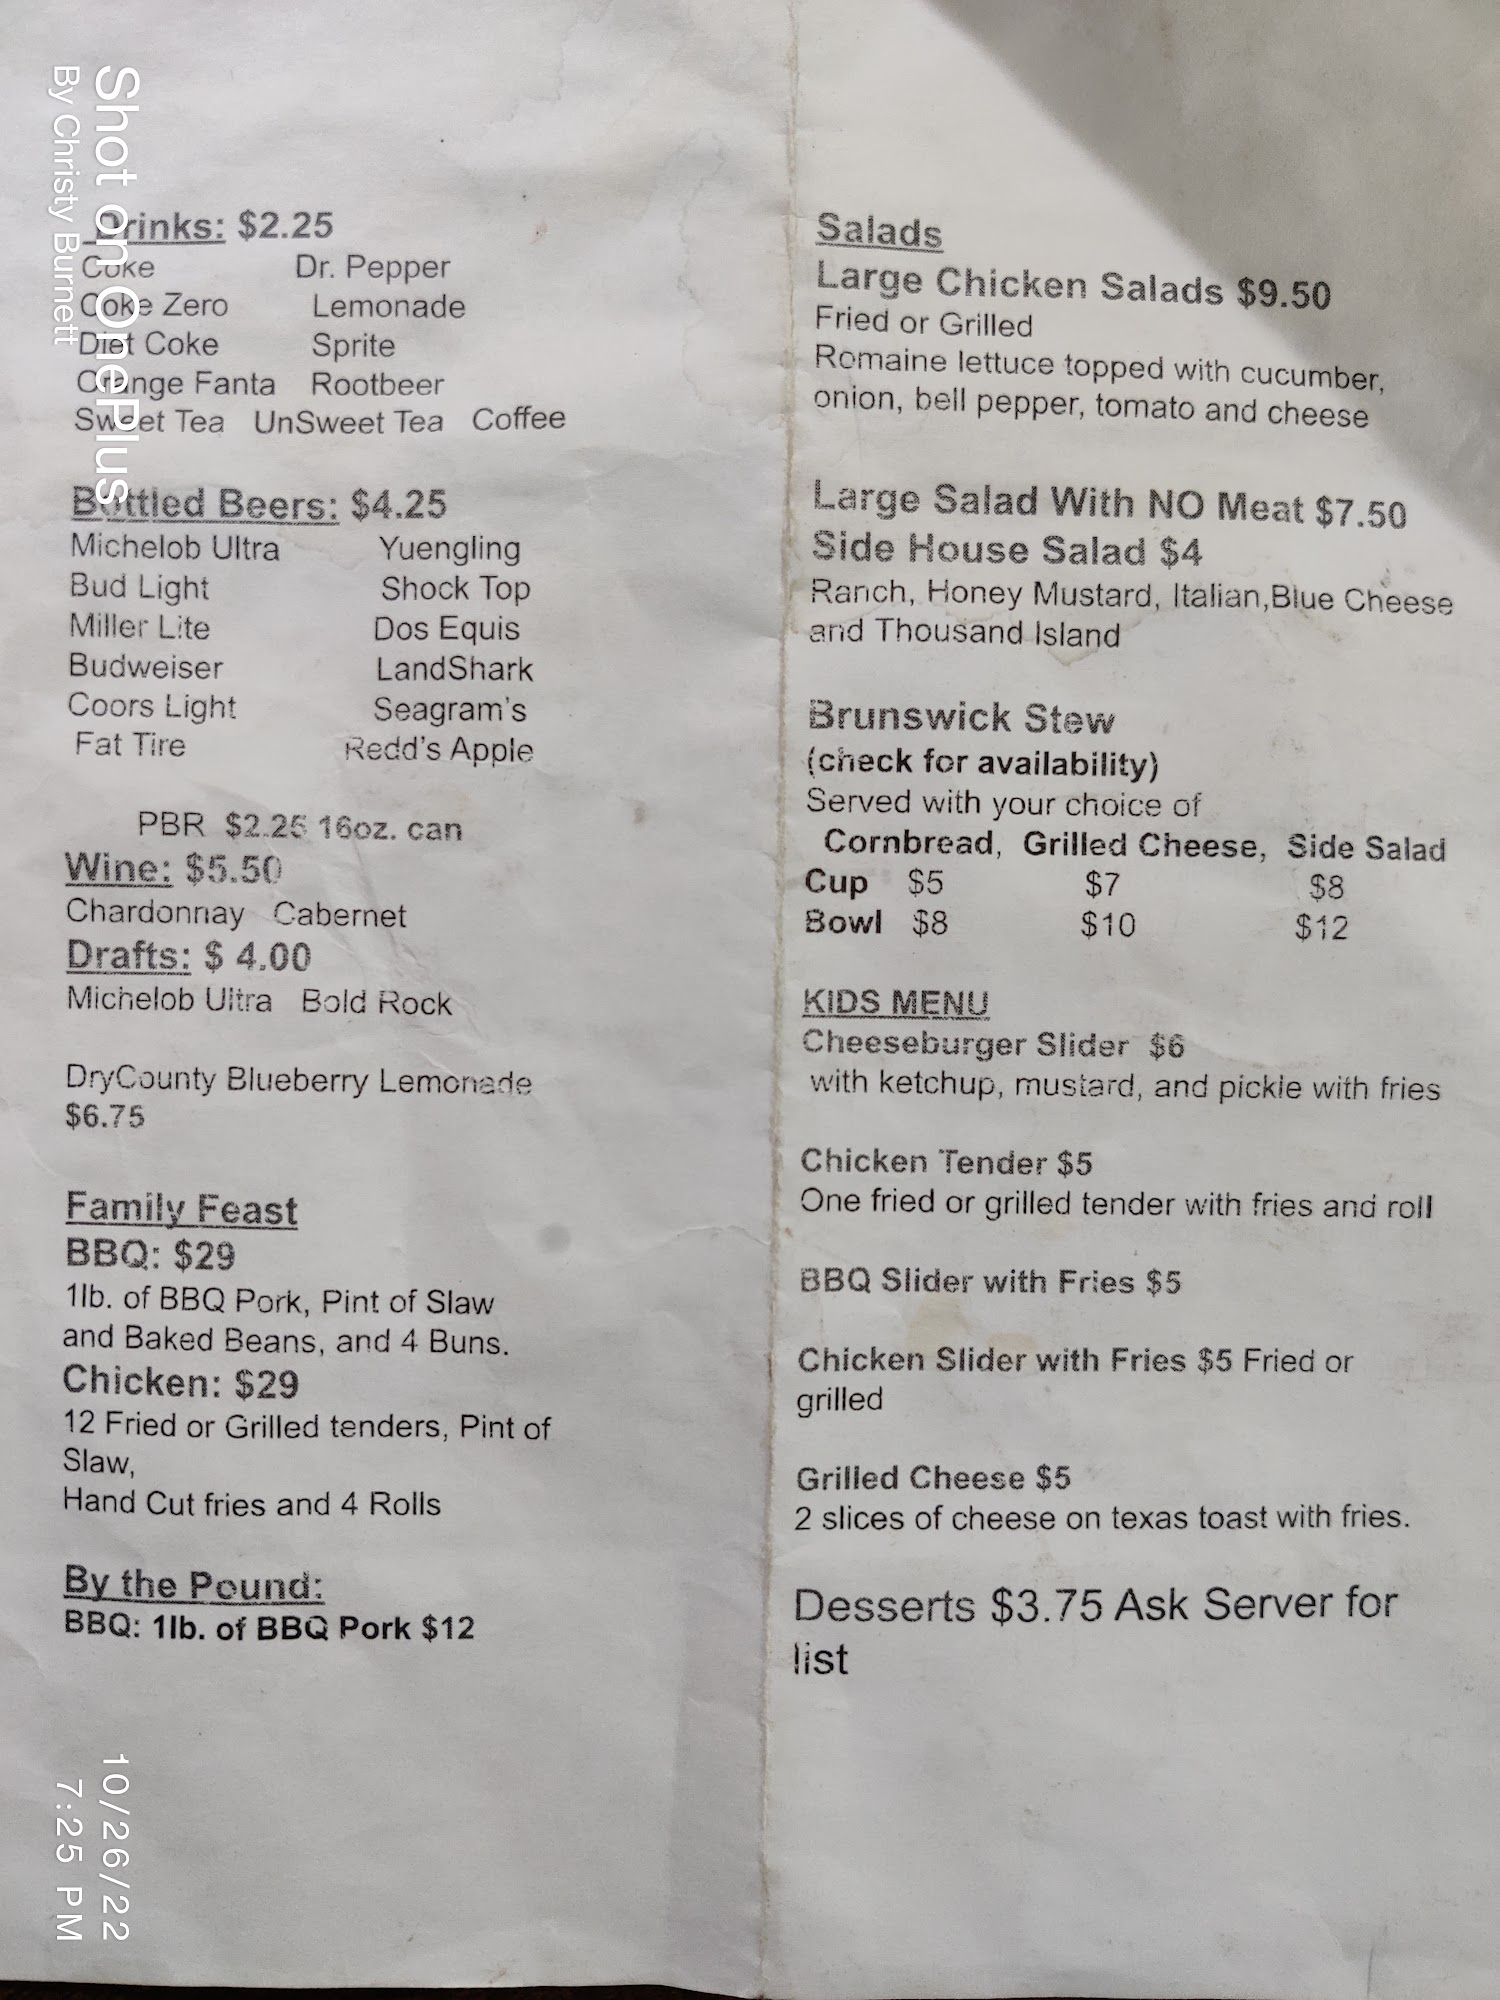 Shot on OnePlus
By Christy Burnett
Drinks: $2.25
Coke Dr. Pepper
Coke Zero Lemonade
Diet Coke Sprite
Orange Fanta Rootbeer
Sweet Tea UnSweet Tea Coffee
Bottled Beers: $4.25
Michelob Ultra Yuengling
Bud Light Shock Top
Miller Lite Dos Equis
Budweiser LandShark
Coors Light Seagram's
Fat Tire Redd's Apple
PBR $2.25 16oz. can
Wine: $5.50
Chardonnay Cabernet
Drafts: $ 4.00
Michelob Ultra Bold Rock
DryCounty Blueberry Lemonade
$6.75
Family Feast
BBQ: $29
1lb. of BBQ Pork, Pint of Slaw
and Baked Beans, and 4 Buns.
Chicken: $29
12 Fried or Grilled tenders, Pint of
Slaw,
Hand Cut fries and 4 Rolls
By the Pound:
BBQ: 1lb. of BBQ Pork $12
Salads
Large Chicken Salads $9.50
Fried or Grilled
Romaine lettuce topped with cucumber,
onion, bell pepper, tomato and cheese
Large Salad With NO Meat $7.50
Side House Salad $4
Ranch, Honey Mustard, Italian,Blue Cheese
and Thousand Island
Brunswick Stew
(check for availability)
Served with your choice of
Cornbread, Grilled Cheese, Side Salad
Cup $5 $7 $8
Bowl $8 $10 $12
KIDS MENU
Cheeseburger Slider $6
with ketchup, mustard, and pickle with fries
Chicken Tender $5
One fried or grilled tender with fries and roll
BBQ Slider with Fries $5
Chicken Slider with Fries $5 Fried or
grilled
Grilled Cheese $5
2 slices of cheese on texas toast with fries.
Desserts $3.75 Ask Server for
list
10/26/22
7:25 PM